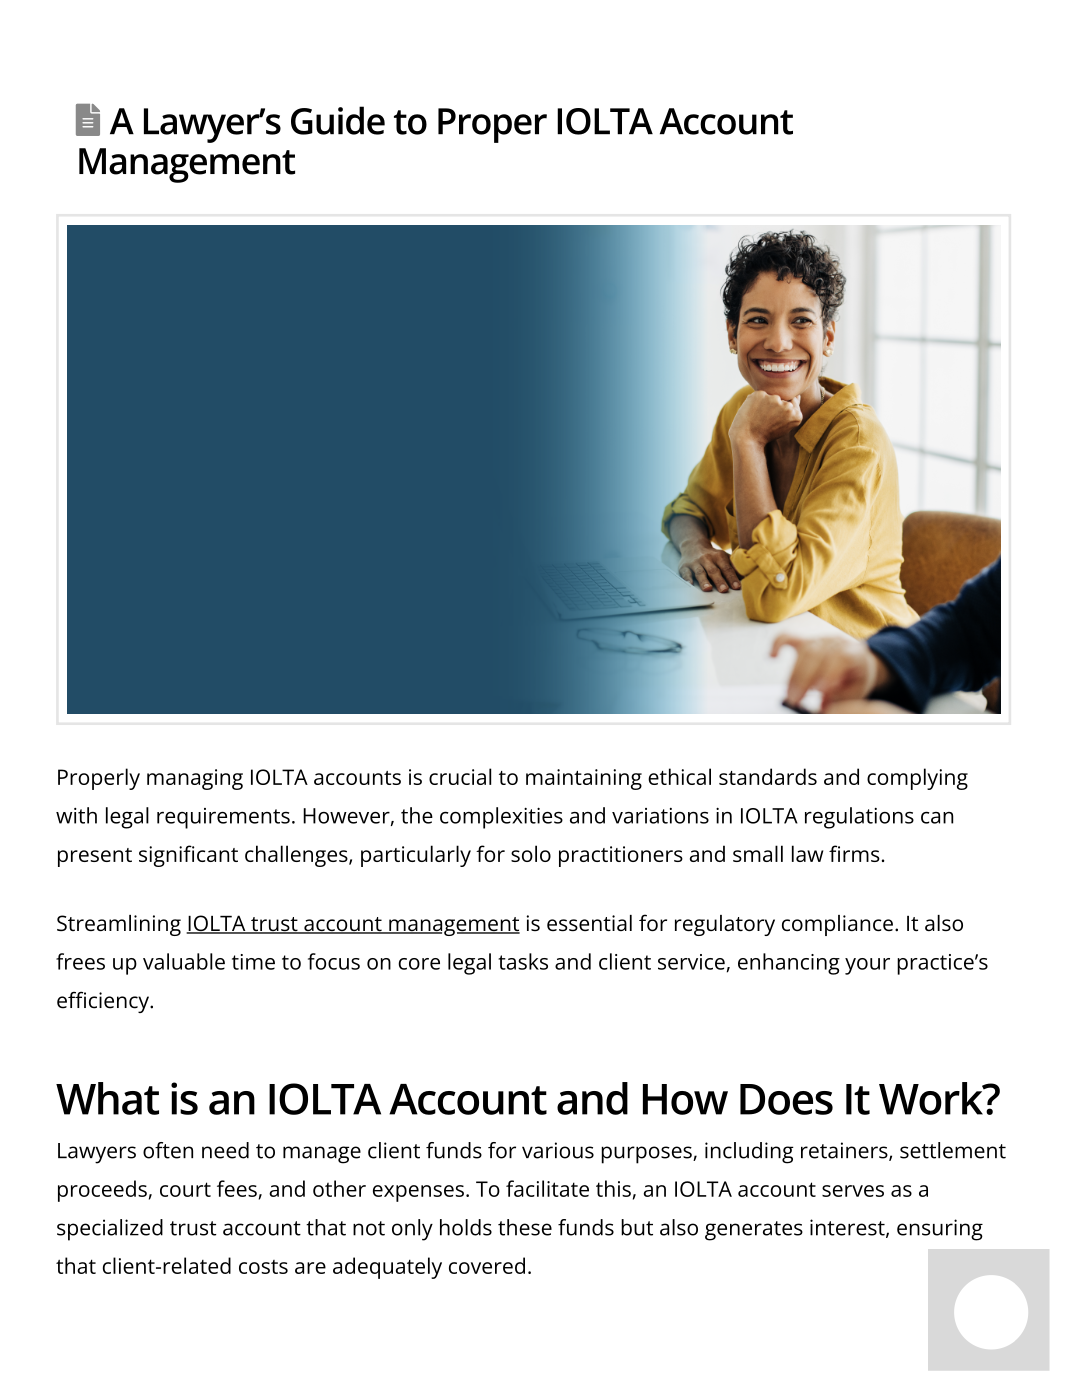 A Lawyer’s Guide to Proper IOLTA Account
Management
Properly managing IOLTA accounts is crucial to maintaining ethical standards and complying
with legal requirements. However, the complexities and variations in IOLTA regulations can
present significant challenges, particularly for solo practitioners and small law firms.
Streamlining IOLTA trust account management is essential for regulatory compliance. It also
frees up valuable time to focus on core legal tasks and client service, enhancing your practice’s
efficiency.
What is an IOLTA Account and How Does It Work?
Lawyers often need to manage client funds for various purposes, including retainers, settlement
proceeds, court fees, and other expenses. To facilitate this, an IOLTA account serves as a
specialized trust account that not only holds these funds but also generates interest, ensuring
that client-related costs are adequately covered.